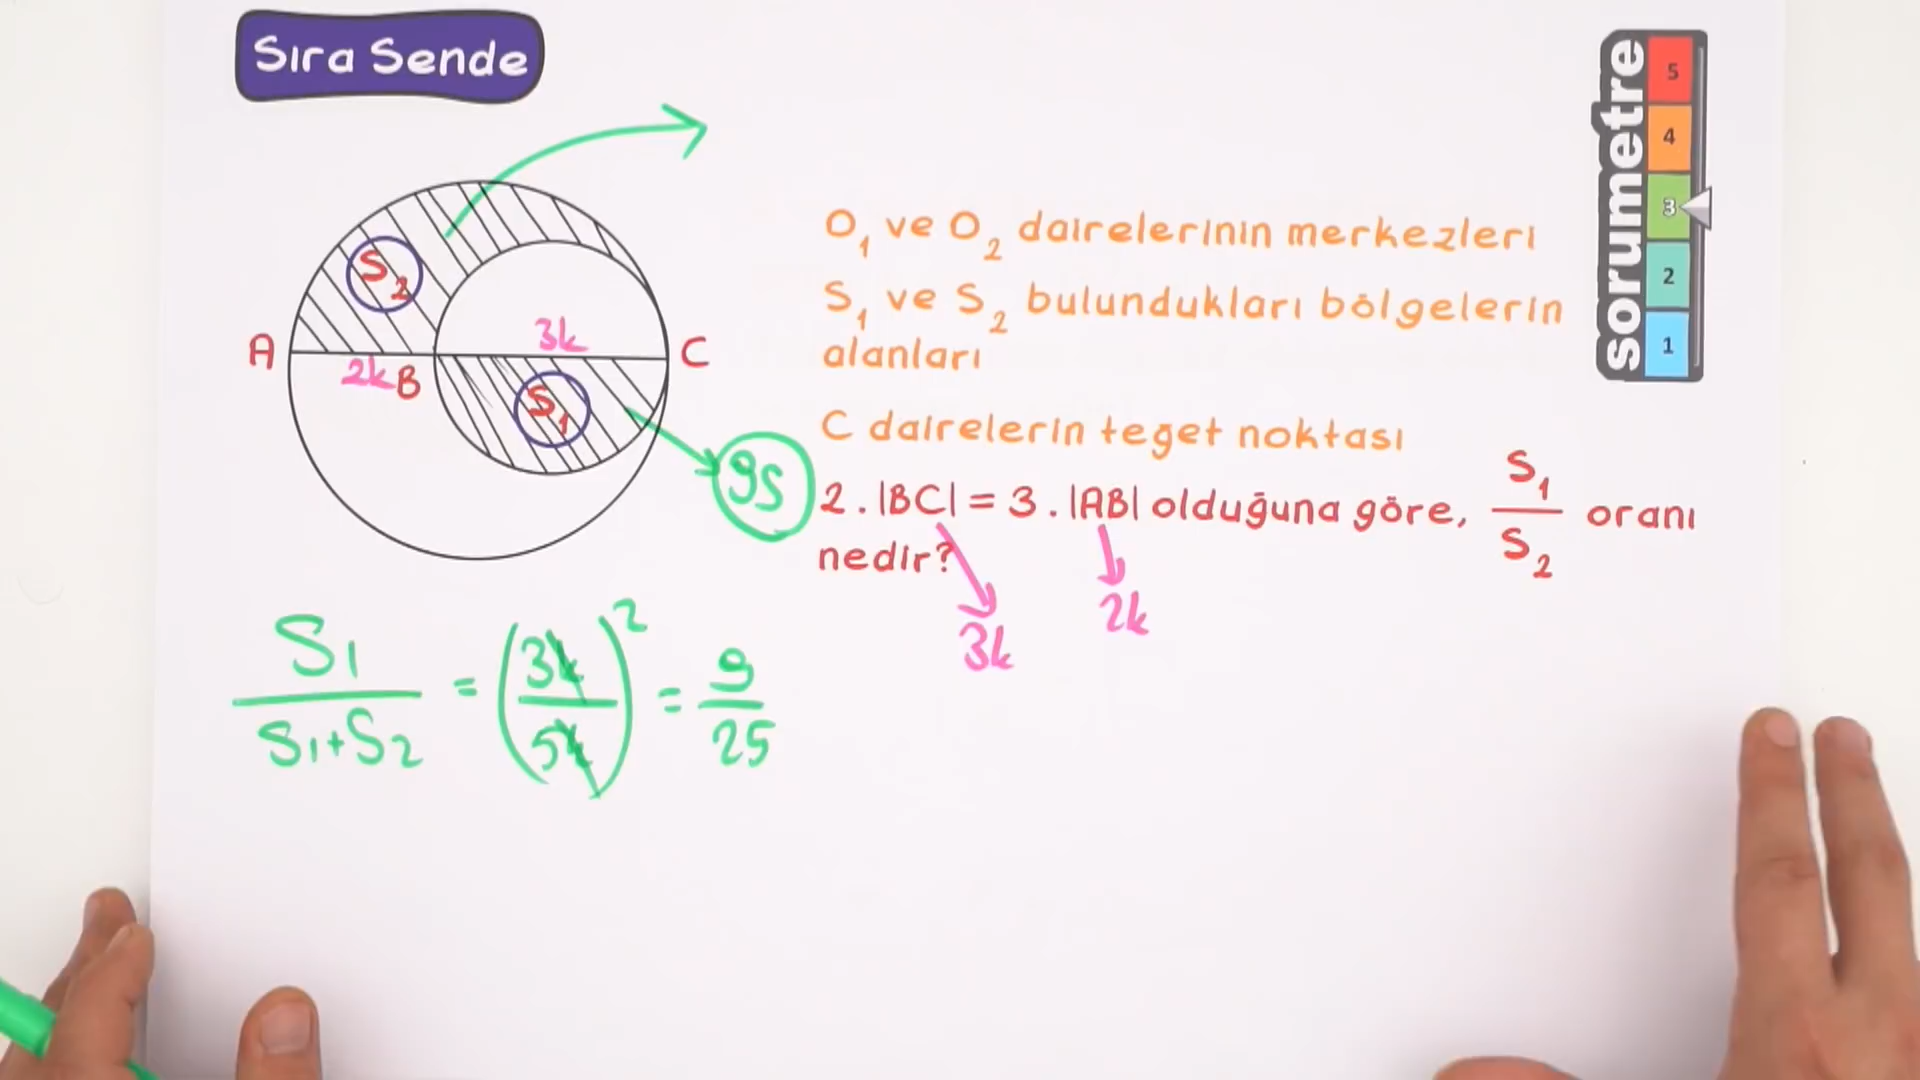 Sıra Sende
sorumetre
5
4
3
2
1
S₂
A
2k
B
3k
C
S₁
9S
O₁ ve O₂ dairelerinin merkezleri
S₁ ve S₂ bulundukları bölgelerin
alanları
C dairelerin teğet noktası
2 . |BC| = 3 . |AB| olduğuna göre, S₁/S₂ oranı
nedir?
3k
2k
S₁/(S₁+S₂) = (3k/5k)² = 9/25